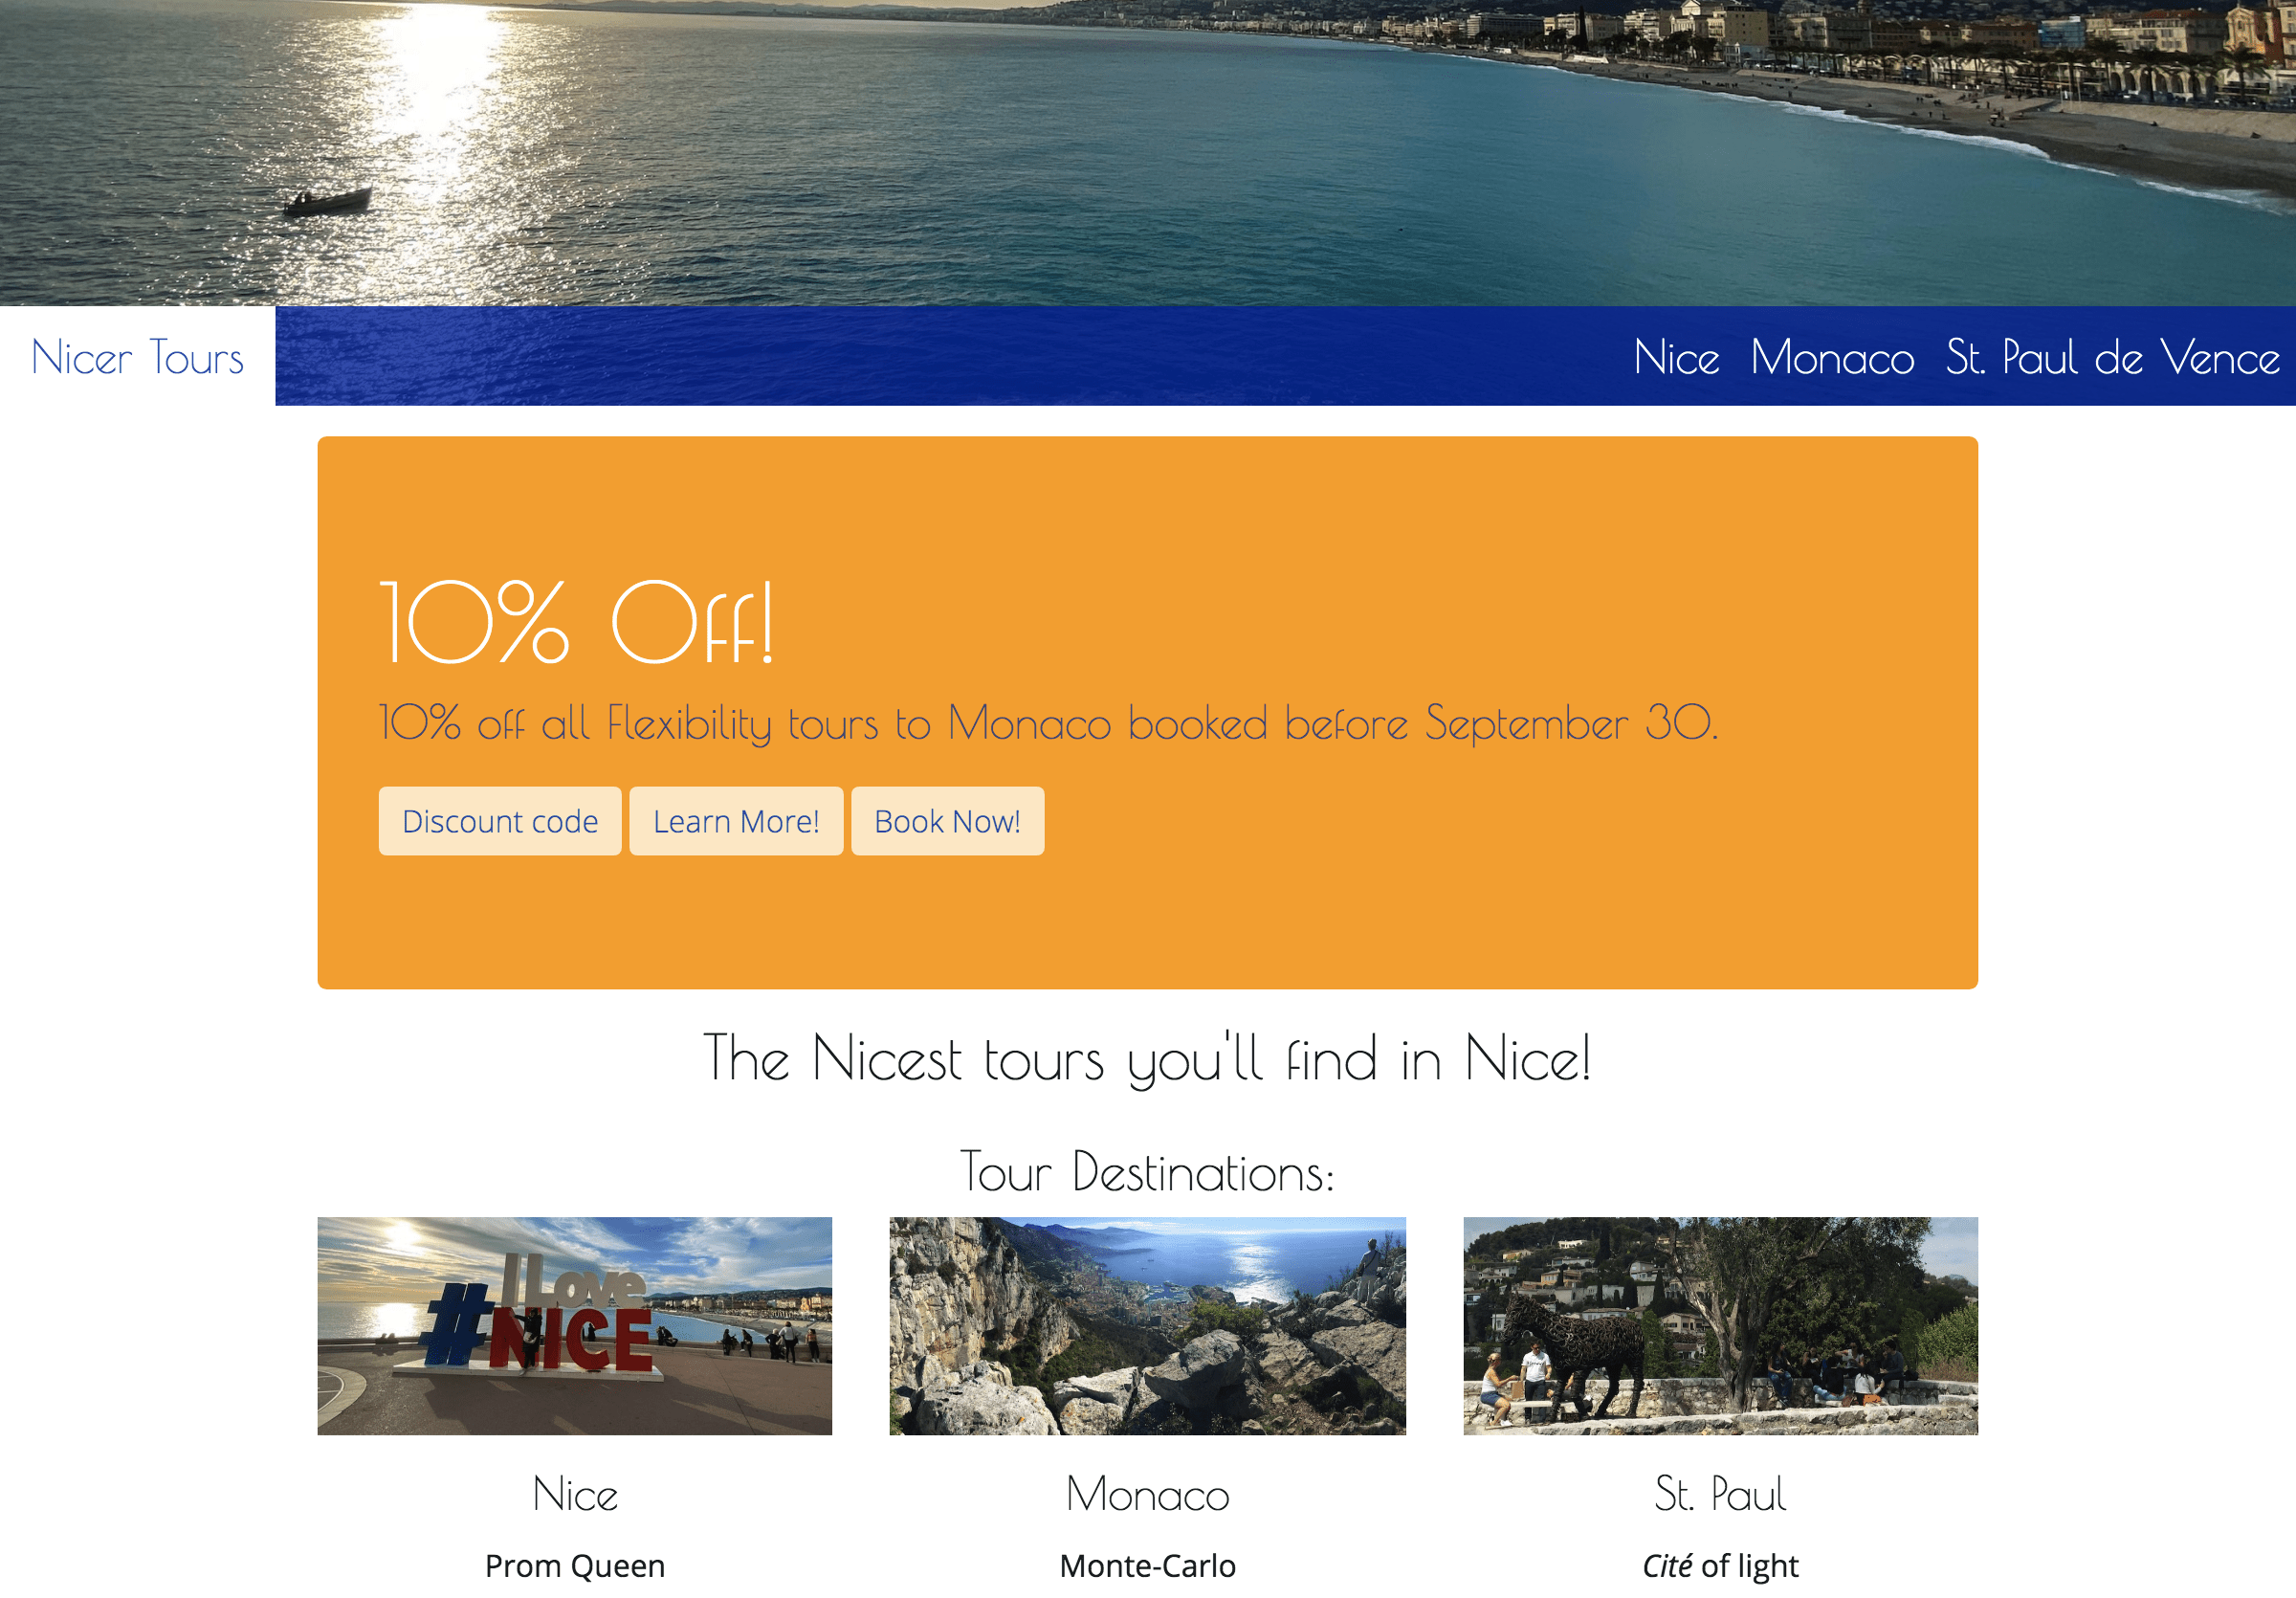 Nicer Tours
Nice Monaco St. Paul de Vence
10% Off!
10% off all Flexibility tours to Monaco booked before September 30.
Discount code
Learn More!
Book Now!
The Nicest tours you'll find in Nice!
Tour Destinations:
I Love
#NICE
Nice
Prom Queen
Monaco
Monte-Carlo
St. Paul
Cité of light